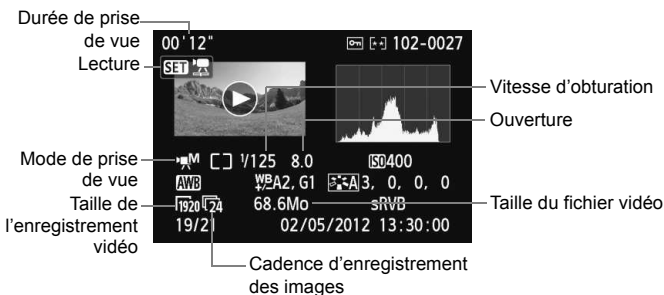 Durée de prise
de vue
00'12"
102-0027
Lecture
SET
Vitesse d'obturation
Ouverture
Mode de prise
de vue
M
1/125 8.0
ISO400
AWB
WB
+/- A2, G1
A 3, 0, 0, 0
Taille de
l'enregistrement
vidéo
1920 24
68.6Mo
sRVB
Taille du fichier vidéo
19/21
02/05/2012 13:30:00
Cadence d'enregistrement
des images